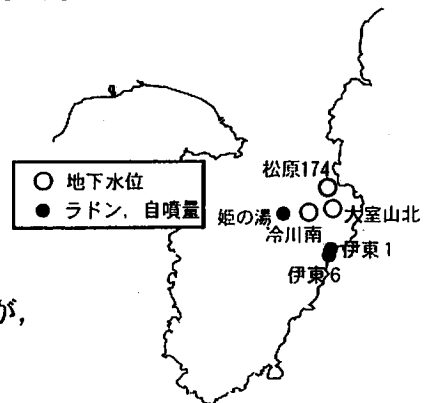 松原174
○ 地下水位
● ラドン，自噴量
姫の湯
大室山北
冷川南
伊東1
伊東6
が，